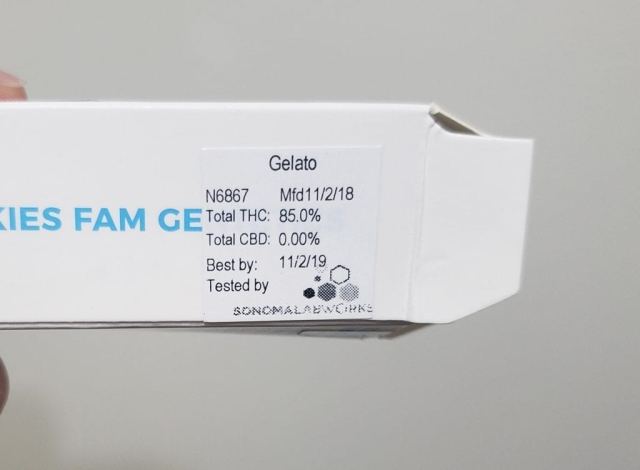 Gelato
KIES FAM GE
N6867 Mfd11/2/18
Total THC: 85.0%
Total CBD: 0.00%
Best by: 11/2/19
Tested by
SONOMALABWORKS